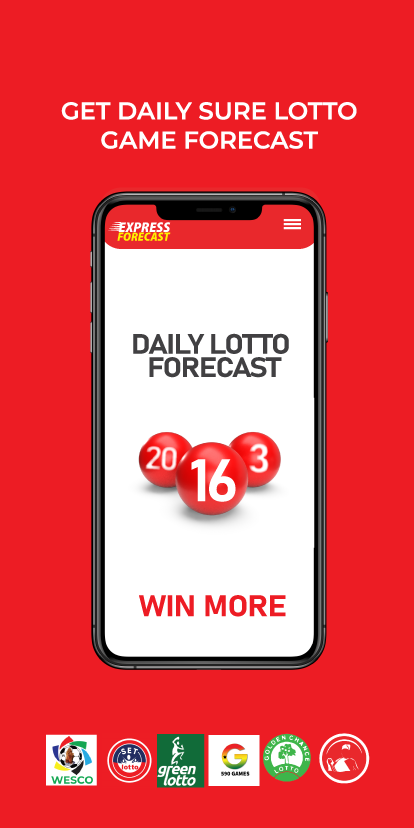 GET DAILY SURE LOTTO
GAME FORECAST
EXPRESS
FORECAST
DAILY LOTTO
FORECAST
20 16 3
WIN MORE
WESCO
SET
lotto
green
lotto
G
590 GAMES
GOLDEN CHANCE
LOTTO